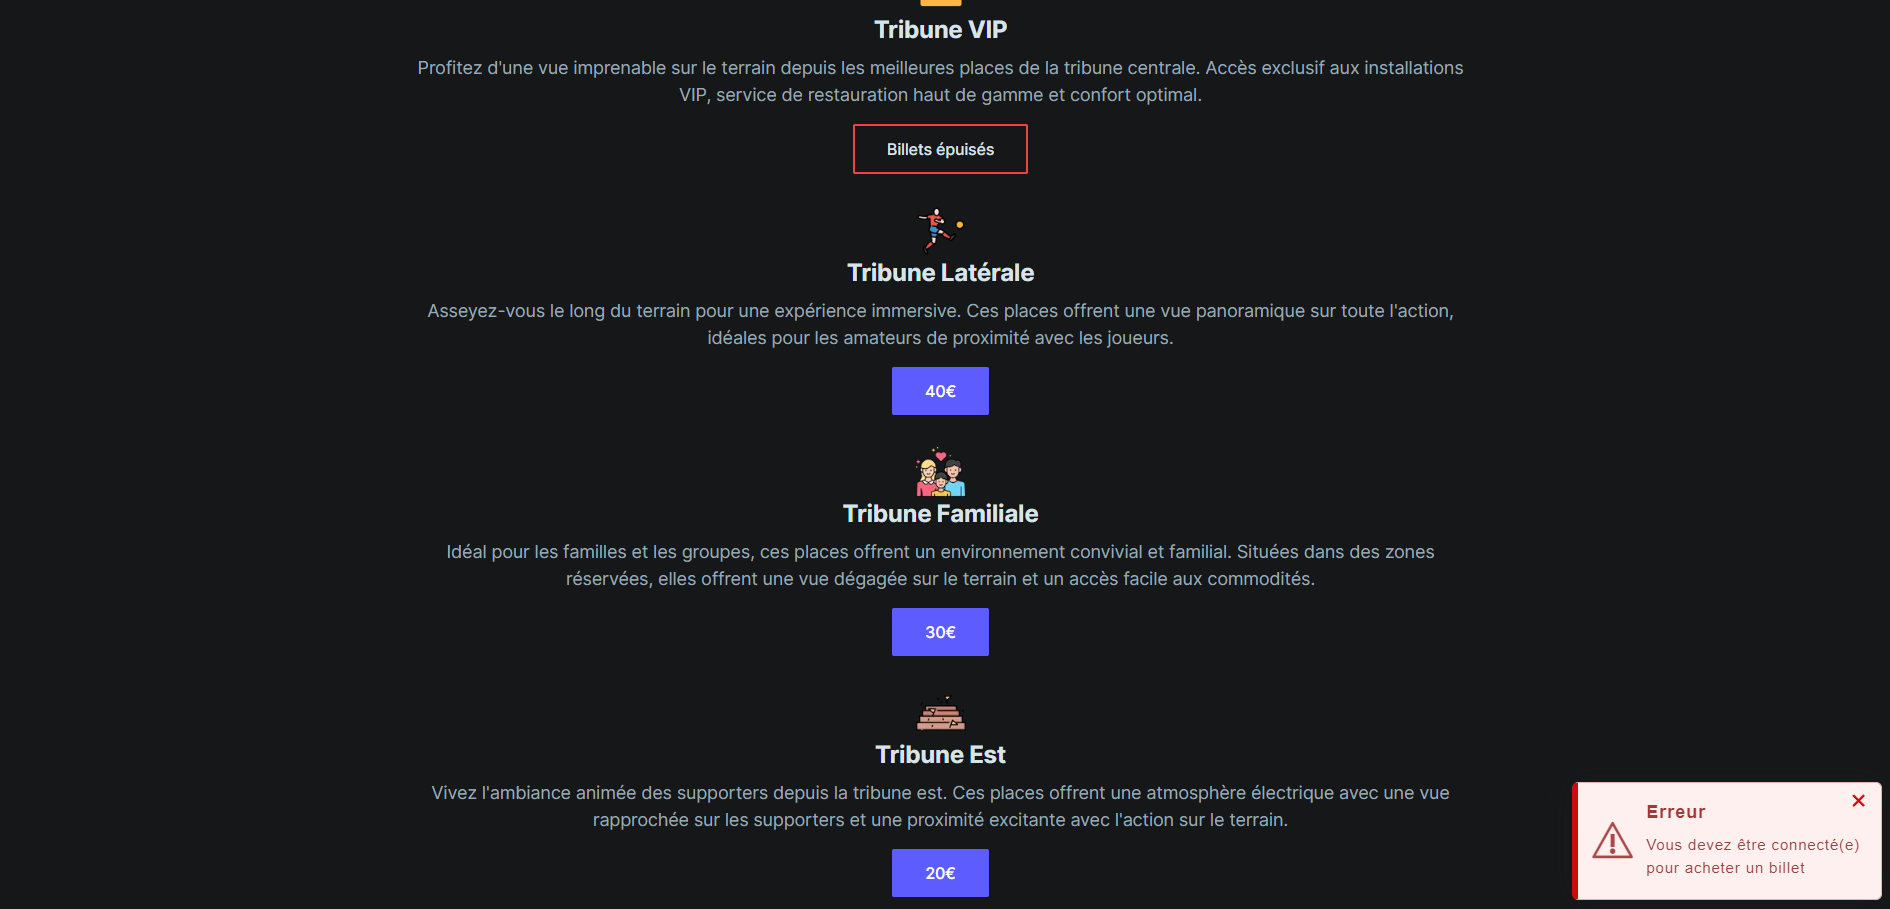 Tribune VIP
Profitez d'une vue imprenable sur le terrain depuis les meilleures places de la tribune centrale. Accès exclusif aux installations
VIP, service de restauration haut de gamme et confort optimal.
Billets épuisés
Tribune Latérale
Asseyez-vous le long du terrain pour une expérience immersive. Ces places offrent une vue panoramique sur toute l'action,
idéales pour les amateurs de proximité avec les joueurs.
40€
Tribune Familiale
Idéal pour les familles et les groupes, ces places offrent un environnement convivial et familial. Situées dans des zones
réservées, elles offrent une vue dégagée sur le terrain et un accès facile aux commodités.
30€
Tribune Est
Vivez l'ambiance animée des supporters depuis la tribune est. Ces places offrent une atmosphère électrique avec une vue
rapprochée sur les supporters et une proximité excitante avec l'action sur le terrain.
20€
Erreur
Vous devez être connecté(e)
pour acheter un billet